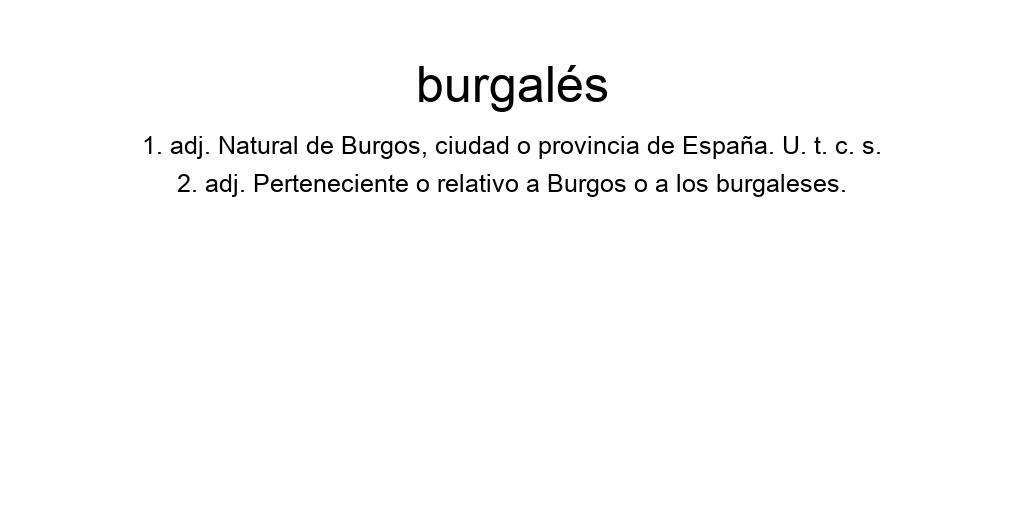 burgalés
1. adj. Natural de Burgos, ciudad o provincia de España. U. t. c. s.
2. adj. Perteneciente o relativo a Burgos o a los burgaleses.